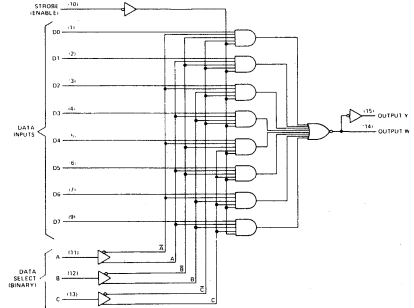 STROBE (10)
(ENABLE)
D0 (1)
D1 (2)
D2 (3)
D3 (4)
D4
D5 (6)
D6 (7)
D7 (9)
DATA
INPUTS
(15) OUTPUT Y
(14) OUTPUT W
DATA
SELECT
(BINARY)
A (11)
B (12)
C (13)
A
A
B
B
C
C